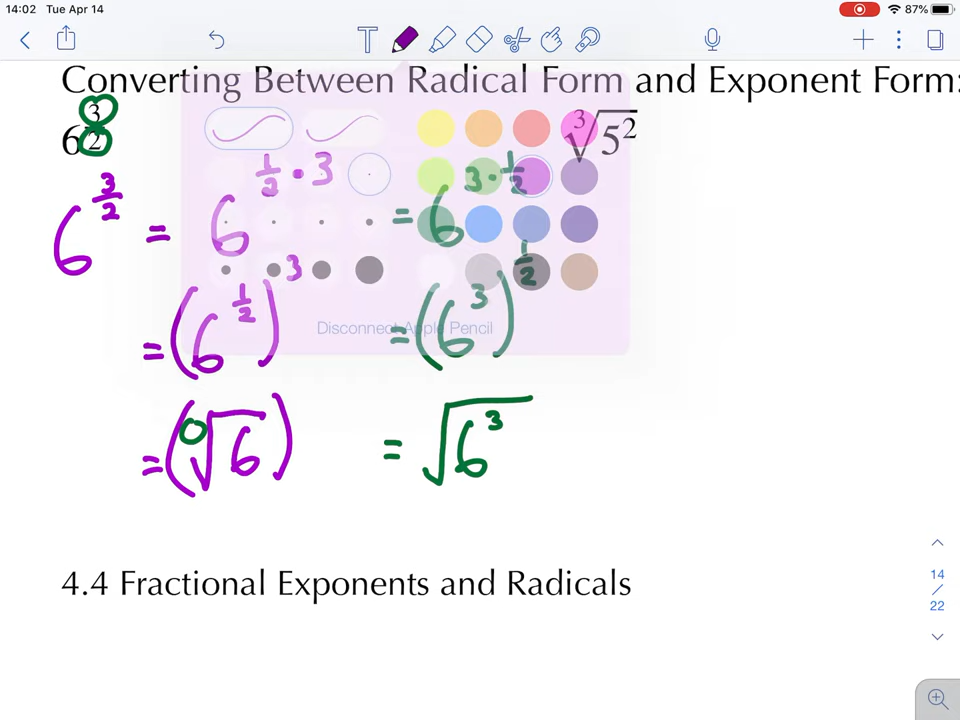 14:02 Tue Apr 14 87%
T
Converting Between Radical Form and Exponent Form:
6^(3/2) ∛5²
6^(3/2) = 6^(1/2 · 3) = 6^(3 · 1/2)
= (6^(1/2))^3 = (6^3)^(1/2)
Disconnect Apple Pencil
= (√6) = √6³
14
/
22
4.4 Fractional Exponents and Radicals